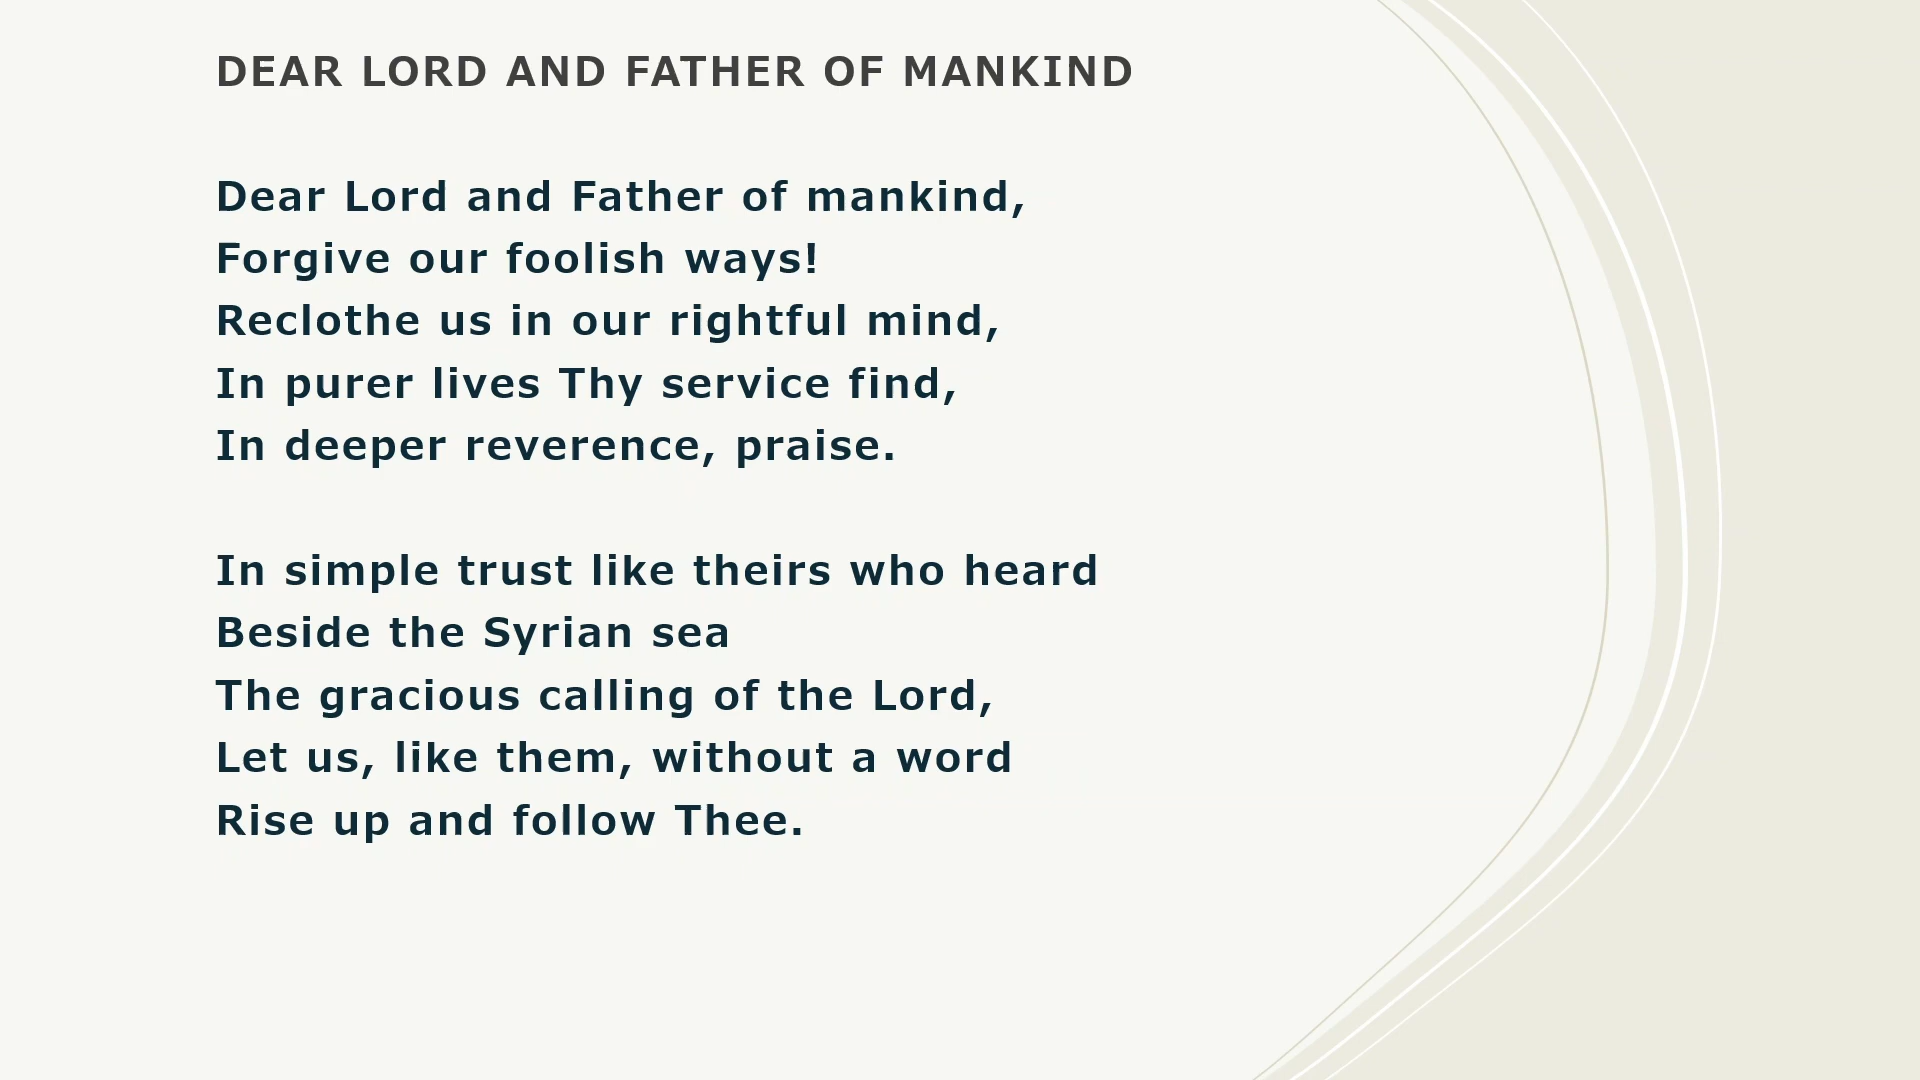 DEAR LORD AND FATHER OF MANKIND
Dear Lord and Father of mankind,
Forgive our foolish ways!
Reclothe us in our rightful mind,
In purer lives Thy service find,
In deeper reverence, praise.
In simple trust like theirs who heard
Beside the Syrian sea
The gracious calling of the Lord,
Let us, like them, without a word
Rise up and follow Thee.